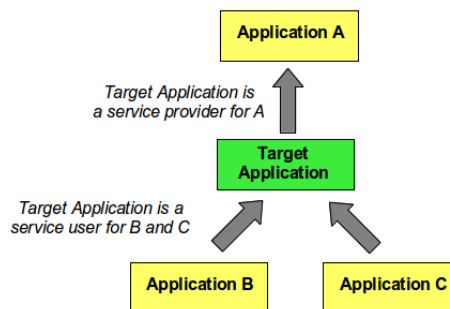 Application A
Target Application is
a service provider for A
Target
Application
Target Application is a
service user for B and C
Application B
Application C